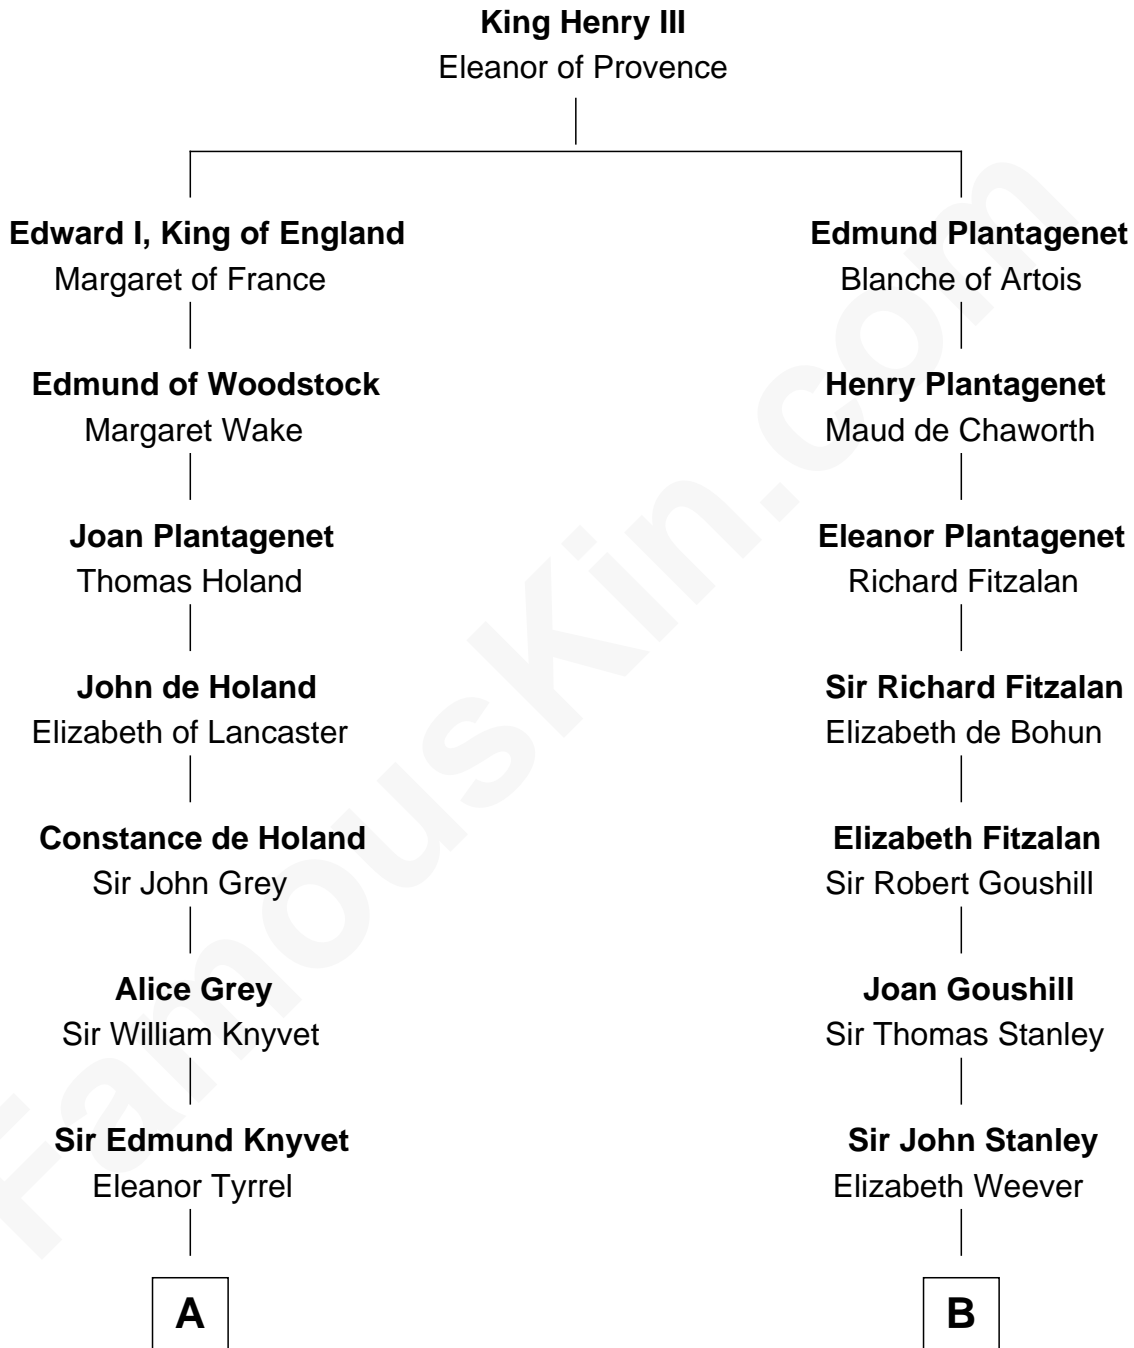 King Henry III
Eleanor of Provence
Edward I, King of England
Margaret of France
Edmund Plantagenet
Blanche of Artois
Edmund of Woodstock
Margaret Wake
Henry Plantagenet
Maud de Chaworth
Joan Plantagenet
Thomas Holand
Eleanor Plantagenet
Richard Fitzalan
John de Holand
Elizabeth of Lancaster
Sir Richard Fitzalan
Elizabeth de Bohun
Constance de Holand
Sir John Grey
Elizabeth Fitzalan
Sir Robert Goushill
Alice Grey
Sir William Knyvet
Joan Goushill
Sir Thomas Stanley
Sir Edmund Knyvet
Eleanor Tyrrel
Sir John Stanley
Elizabeth Weever
A
B
FamousKin.com